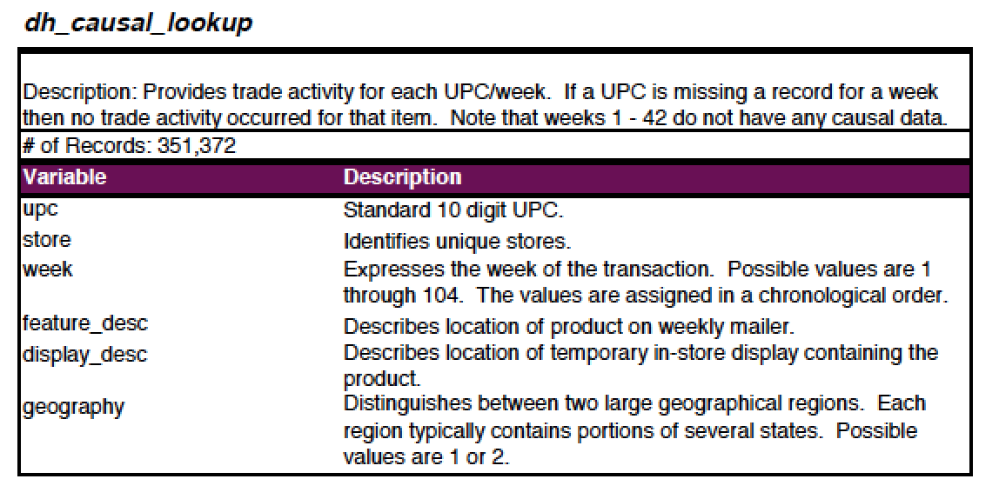 dh_causal_lookup
Description: Provides trade activity for each UPC/week. If a UPC is missing a record for a week
then no trade activity occurred for that item. Note that weeks 1 - 42 do not have any causal data.
# of Records: 351,372
Variable Description
upc Standard 10 digit UPC.
store Identifies unique stores.
week Expresses the week of the transaction. Possible values are 1
through 104. The values are assigned in a chronological order.
feature_desc Describes location of product on weekly mailer.
display_desc Describes location of temporary in-store display containing the
product.
geography Distinguishes between two large geographical regions. Each
region typically contains portions of several states. Possible
values are 1 or 2.